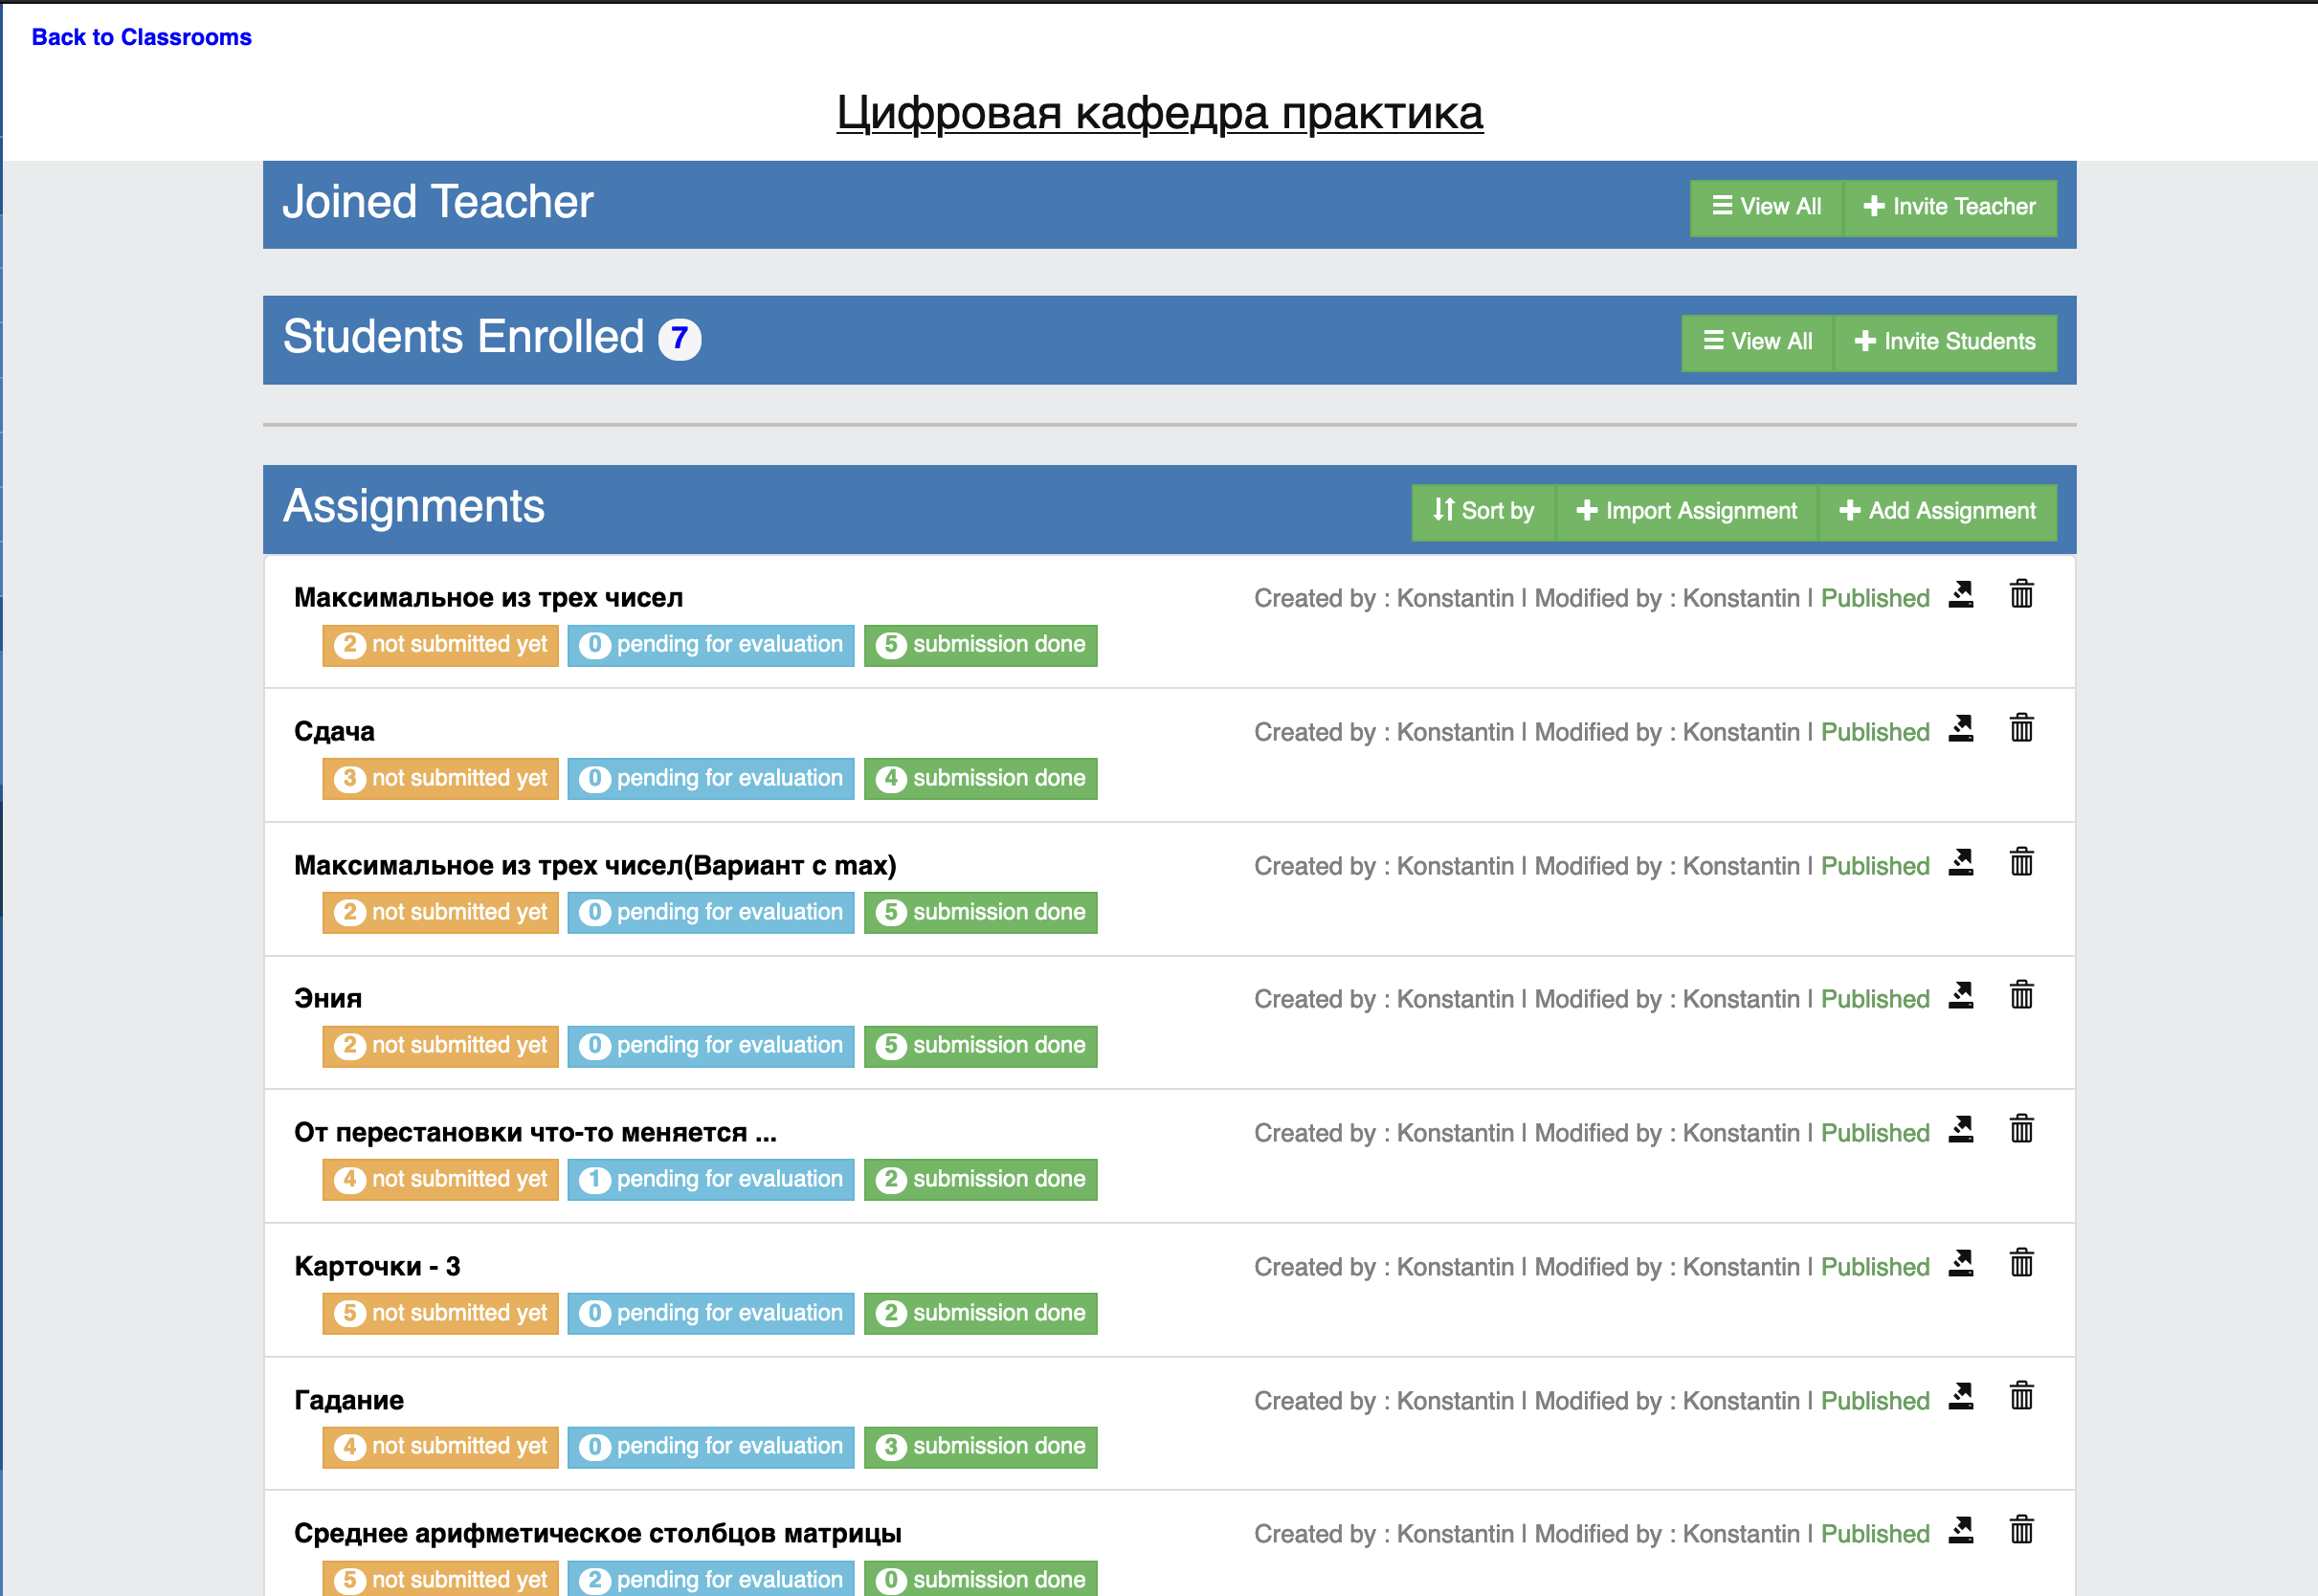 Back to Classrooms
Цифровая кафедра практика
Joined Teacher View All Invite Teacher
Students Enrolled 7 View All Invite Students
Assignments Sort by Import Assignment Add Assignment
Максимальное из трех чисел Created by : Konstantin | Modified by : Konstantin | Published
2 not submitted yet 0 pending for evaluation 5 submission done
Сдача Created by : Konstantin | Modified by : Konstantin | Published
3 not submitted yet 0 pending for evaluation 4 submission done
Максимальное из трех чисел(Вариант с max) Created by : Konstantin | Modified by : Konstantin | Published
2 not submitted yet 0 pending for evaluation 5 submission done
Эния Created by : Konstantin | Modified by : Konstantin | Published
2 not submitted yet 0 pending for evaluation 5 submission done
От перестановки что-то меняется ... Created by : Konstantin | Modified by : Konstantin | Published
4 not submitted yet 1 pending for evaluation 2 submission done
Карточки - 3 Created by : Konstantin | Modified by : Konstantin | Published
5 not submitted yet 0 pending for evaluation 2 submission done
Гадание Created by : Konstantin | Modified by : Konstantin | Published
4 not submitted yet 0 pending for evaluation 3 submission done
Среднее арифметическое столбцов матрицы Created by : Konstantin | Modified by : Konstantin | Published
5 not submitted yet 2 pending for evaluation 0 submission done